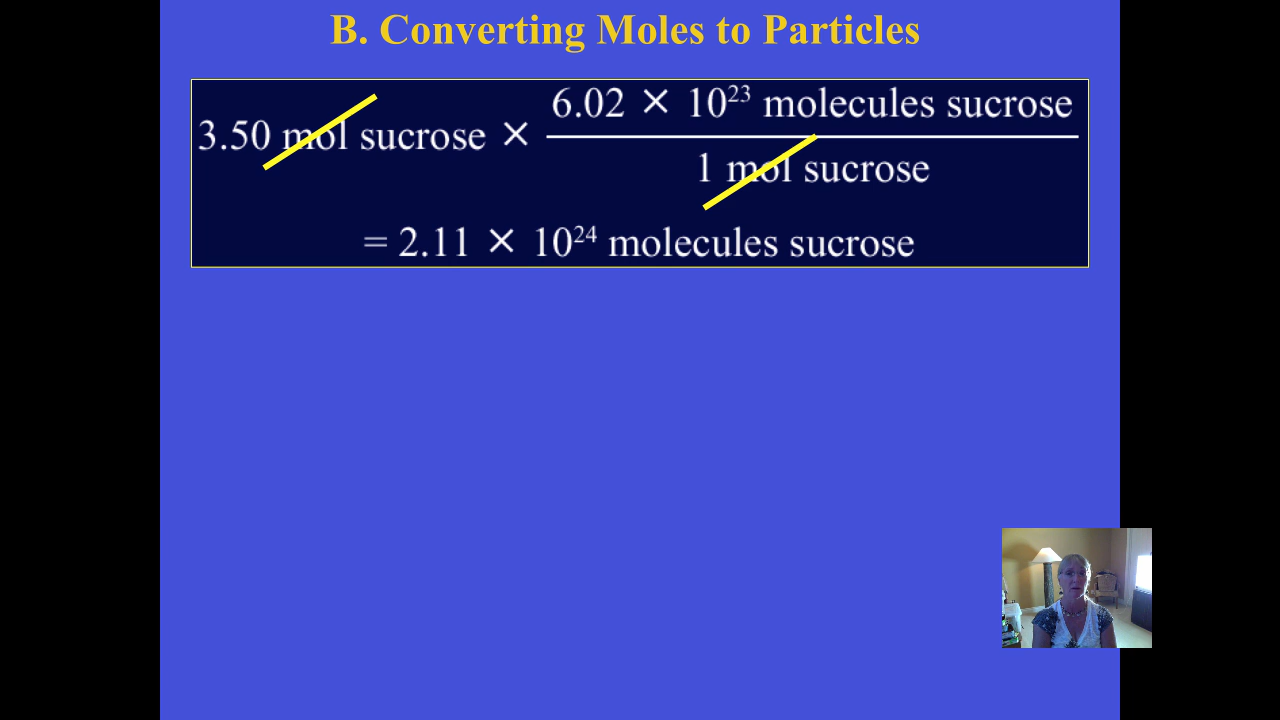 B. Converting Moles to Particles
6.02 × 10²³ molecules sucrose
3.50 mol sucrose ×
1 mol sucrose
= 2.11 × 10²⁴ molecules sucrose